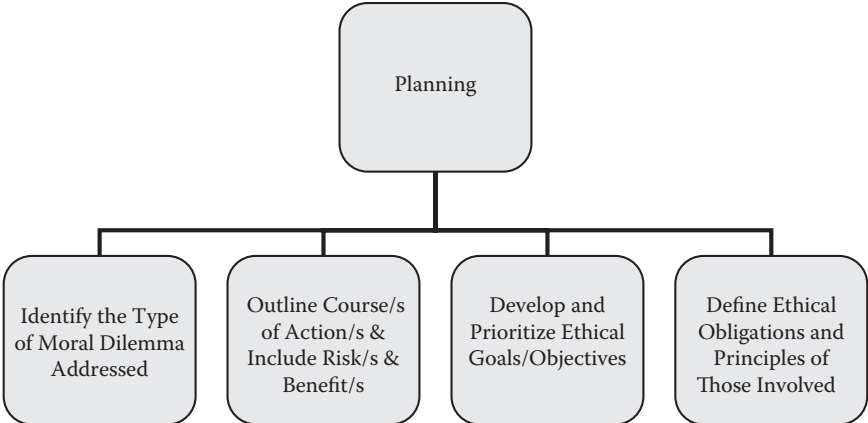 Planning
Identify the Type
of Moral Dilemma
Addressed
Outline Course/s
of Action/s &
Include Risk/s &
Benefit/s
Develop and
Prioritize Ethical
Goals/Objectives
Define Ethical
Obligations and
Principles of
Those Involved